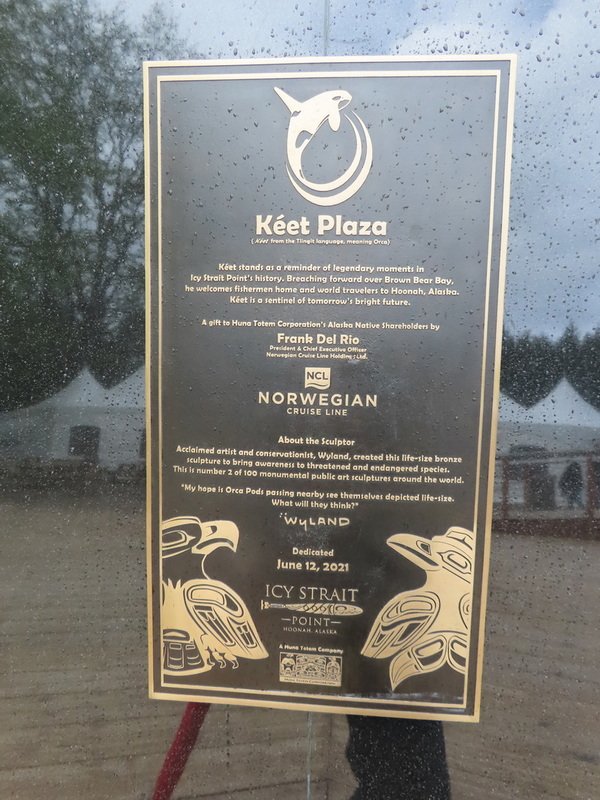 Kéet Plaza
(Kéet from the Tlingit language, meaning Orca)
Kéet stands as a reminder of legendary moments in
Icy Strait Point's history. Breaching forward over Brown Bear Bay,
he welcomes fishermen home and world travelers to Hoonah, Alaska.
Kéet is a sentinel of tomorrow's bright future.
A gift to Huna Totem Corporation's Alaska Native Shareholders by
Frank Del Rio
President & Chief Executive Officer
Norwegian Cruise Line Holdings Ltd.
NCL
NORWEGIAN
CRUISE LINE
About the Sculptor
Acclaimed artist and conservationist, Wyland, created this life-size bronze
sculpture to bring awareness to threatened and endangered species.
This is number 2 of 100 monumental public art sculptures around the world.
"My hope is Orca Pods passing nearby see themselves depicted life-size.
What will they think?"
WYLAND
Dedicated
June 12, 2021
ICY STRAIT
—POINT—
HOONAH, ALASKA
A Huna Totem Company
Huna Totem Corporation